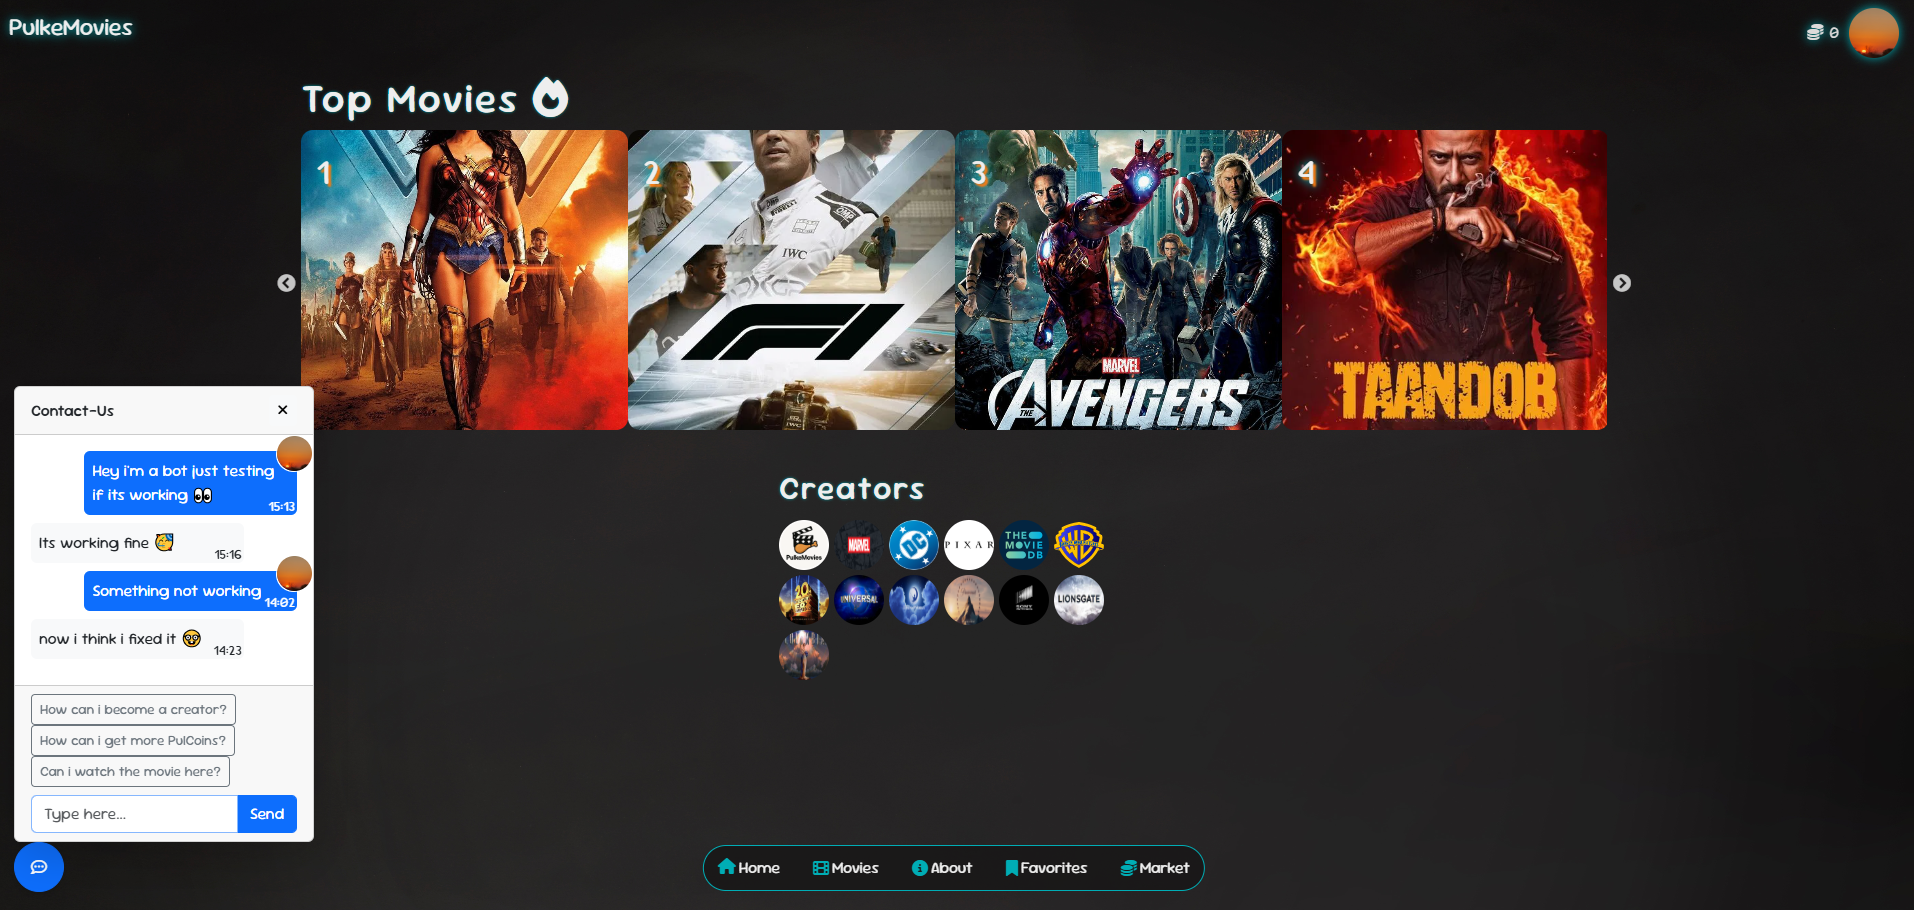 PulkeMovies
0
Top Movies
1
2
3
4
IWC
IWC
MARVEL
THE AVENGERS
TAANDOB
Contact-Us
Hey i'm a bot just testing
if its working 👀
15:13
Its working fine
15:16
Something not working
14:02
now i think i fixed it
14:23
How can i become a creator?
How can i get more PulCoins?
Can i watch the movie here?
Type here...
Send
Creators
PulkeMovies
MARVEL
DC
PIXAR
THE
MOVIE
DB
WB
20
UNIVERSAL
SONY
LIONSGATE
Home
Movies
About
Favorites
Market